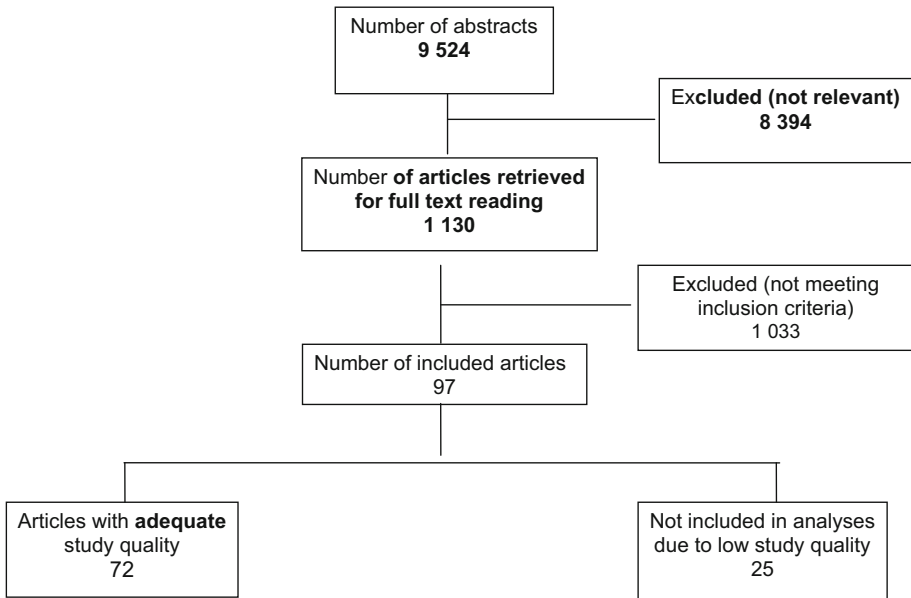 Number of abstracts
9 524
Excluded (not relevant)
8 394
Number of articles retrieved
for full text reading
1 130
Excluded (not meeting
inclusion criteria)
1 033
Number of included articles
97
Articles with adequate
study quality
72
Not included in analyses
due to low study quality
25